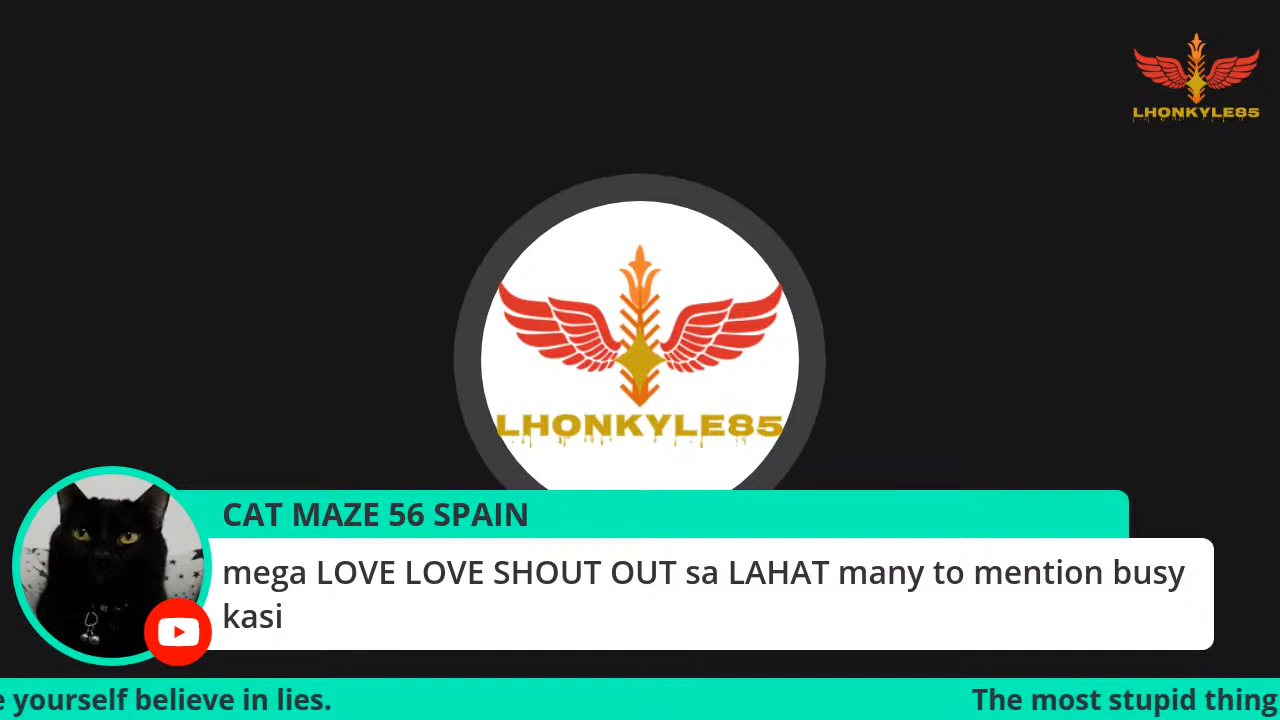 LHONKYLE85
LHONKYLE85
CAT MAZE 56 SPAIN
mega LOVE LOVE SHOUT OUT sa LAHAT many to mention busy
kasi
yourself believe in lies.
The most stupid thing